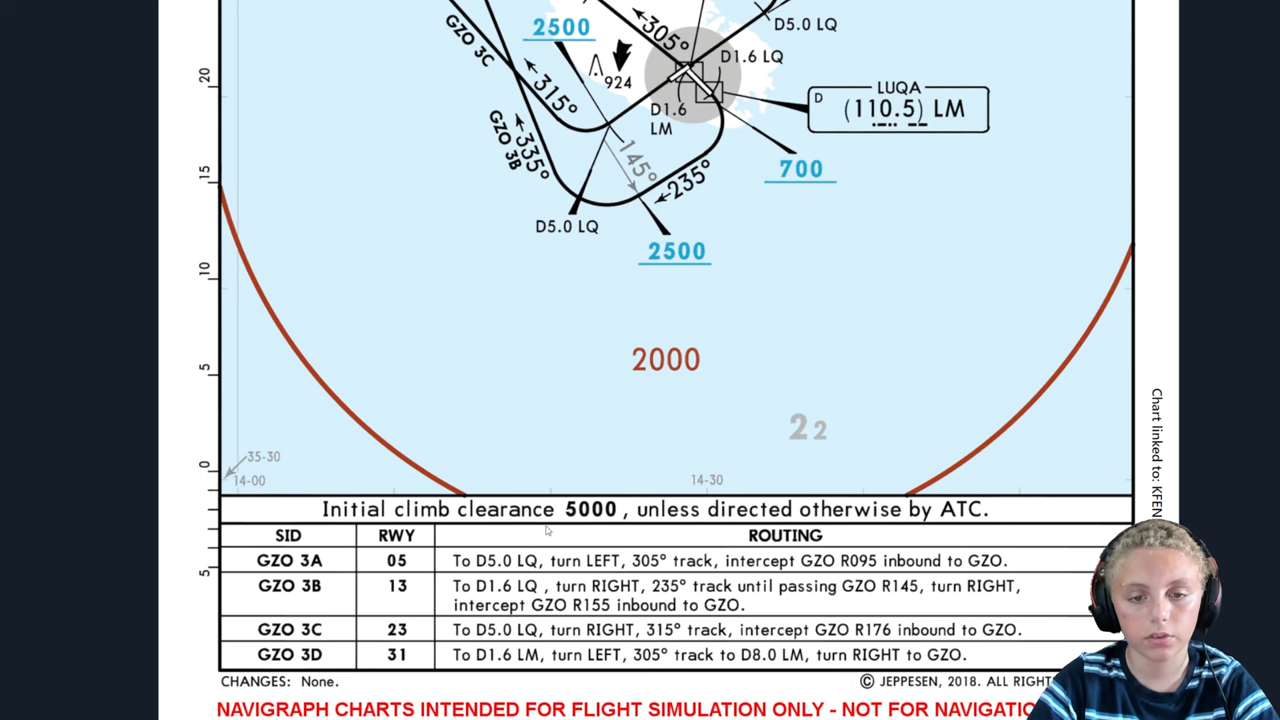 2500
←305°
D5.0 LQ
GZO 3C
D1.6 LQ
924
20
←315°
D1.6
LM
D
LUQA
(110.5) LM
GZO 3B
←335°
145°
←235°
700
15
D5.0 LQ
2500
10
2000
5
22
0
35-30
14-00
14-30
Chart linked to: KFEN
Initial climb clearance 5000 , unless directed otherwise by ATC.
SID RWY ROUTING
5
GZO 3A 05 To D5.0 LQ, turn LEFT, 305° track, intercept GZO R095 inbound to GZO.
GZO 3B 13 To D1.6 LQ , turn RIGHT, 235° track until passing GZO R145, turn RIGHT,
intercept GZO R155 inbound to GZO.
GZO 3C 23 To D5.0 LQ, turn RIGHT, 315° track, intercept GZO R176 inbound to GZO.
GZO 3D 31 To D1.6 LM, turn LEFT, 305° track to D8.0 LM, turn RIGHT to GZO.
CHANGES: None.
© JEPPESEN, 2018. ALL RIGHT
NAVIGRAPH CHARTS INTENDED FOR FLIGHT SIMULATION ONLY - NOT FOR NAVIGATIO